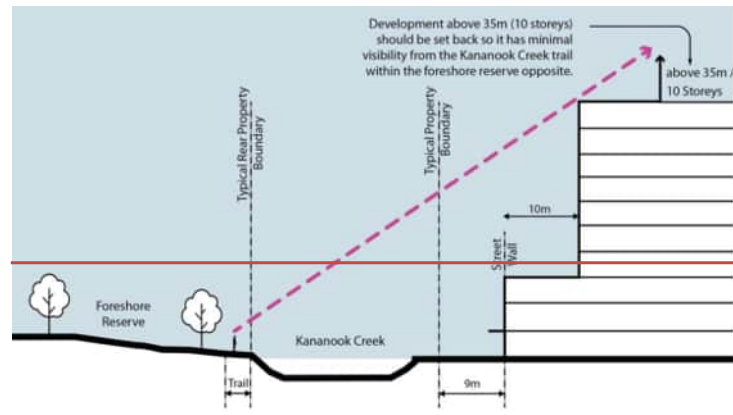 Development above 35m (10 storeys)
should be set back so it has minimal
visibility from the Kananook Creek trail
within the foreshore reserve opposite.
above 35m /
10 Storeys
Typical Rear Property
Boundary
Typical Property
Boundary
10m
Street
Wall
Foreshore
Reserve
Kananook Creek
Trail
9m